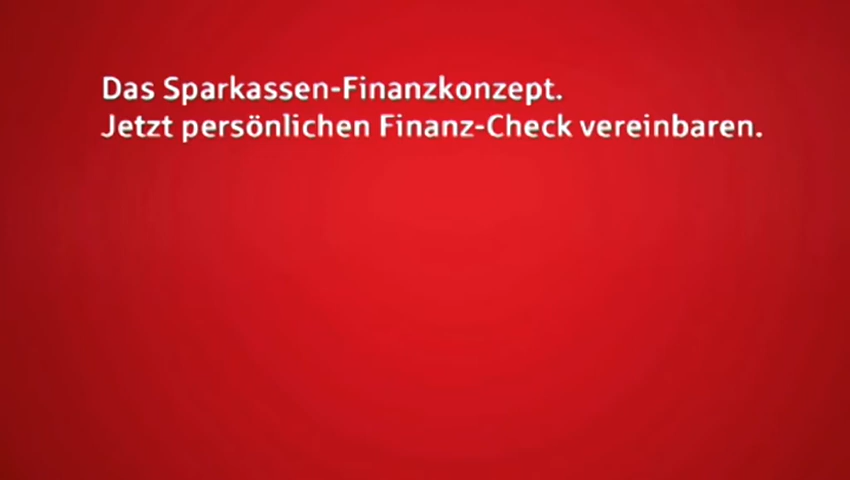 Das Sparkassen-Finanzkonzept.
Jetzt persönlichen Finanz-Check vereinbaren.